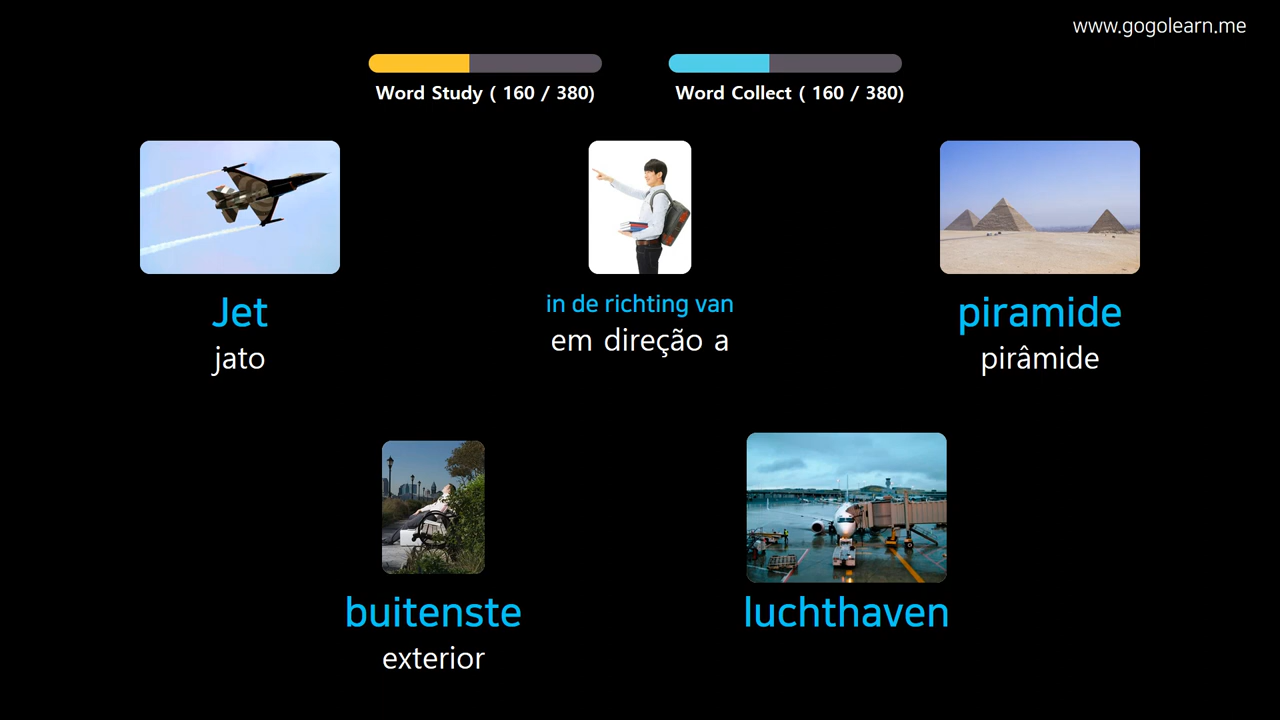 www.gogolearn.me
Word Study ( 160 / 380)
Word Collect ( 160 / 380)
Jet
jato
in de richting van
em direção a
piramide
pirâmide
buitenste
exterior
luchthaven